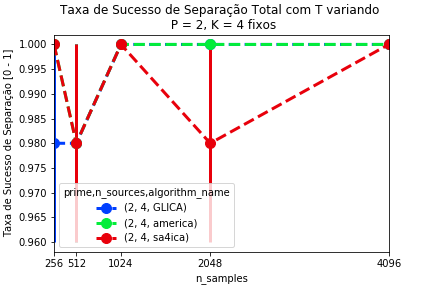 Taxa de Sucesso de Separação Total com T variando
P = 2, K = 4 fixos
Taxa de Sucesso de Separação [0 - 1]
1.000
0.995
0.990
0.985
0.980
0.975
0.970
0.965
0.960
prime,n_sources,algorithm_name
(2, 4, GLICA)
(2, 4, america)
(2, 4, sa4ica)
256 512 1024 2048 4096
n_samples